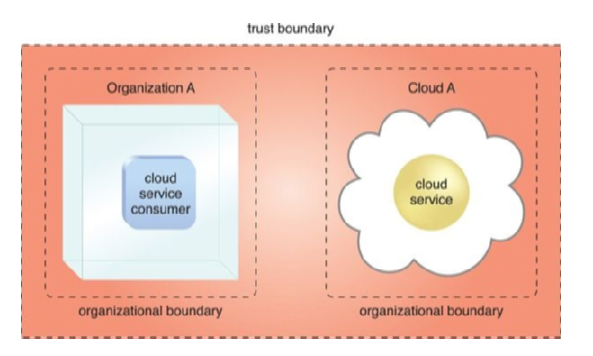 trust boundary
Organization A
Cloud A
cloud
service
consumer
cloud
service
organizational boundary
organizational boundary